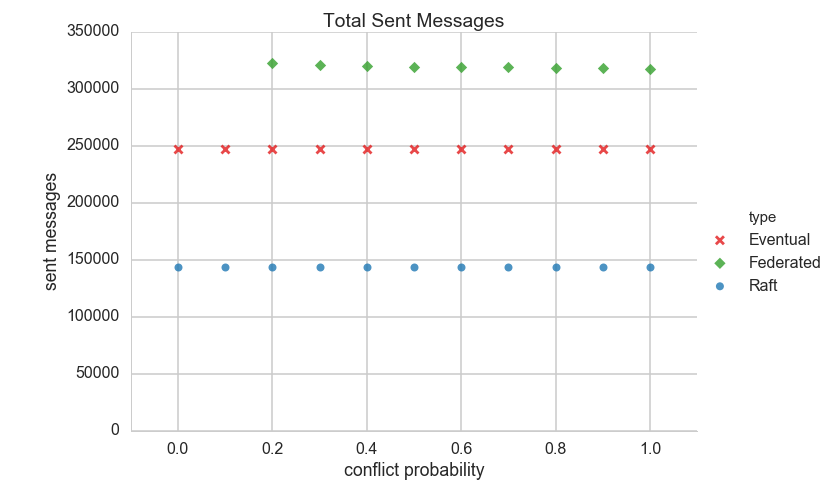 Total Sent Messages
350000
300000
250000
200000
150000
100000
50000
0
sent messages
0.0 0.2 0.4 0.6 0.8 1.0
conflict probability
type
Eventual
Federated
Raft